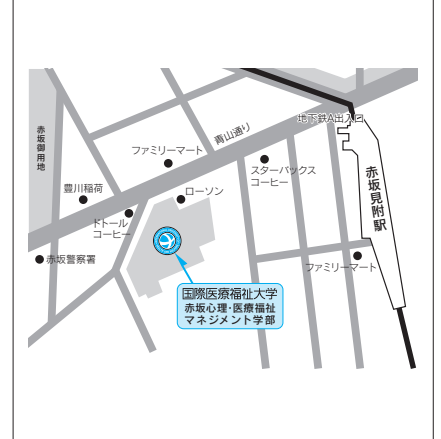 地下鉄A出入口
青山通り
赤坂御用地
ファミリーマート
スターバックス
コーヒー
赤坂見附駅
豊川稲荷
ローソン
ドトール
コーヒー
赤坂警察署
ファミリーマート
国際医療福祉大学
赤坂心理・医療福祉
マネジメント学部